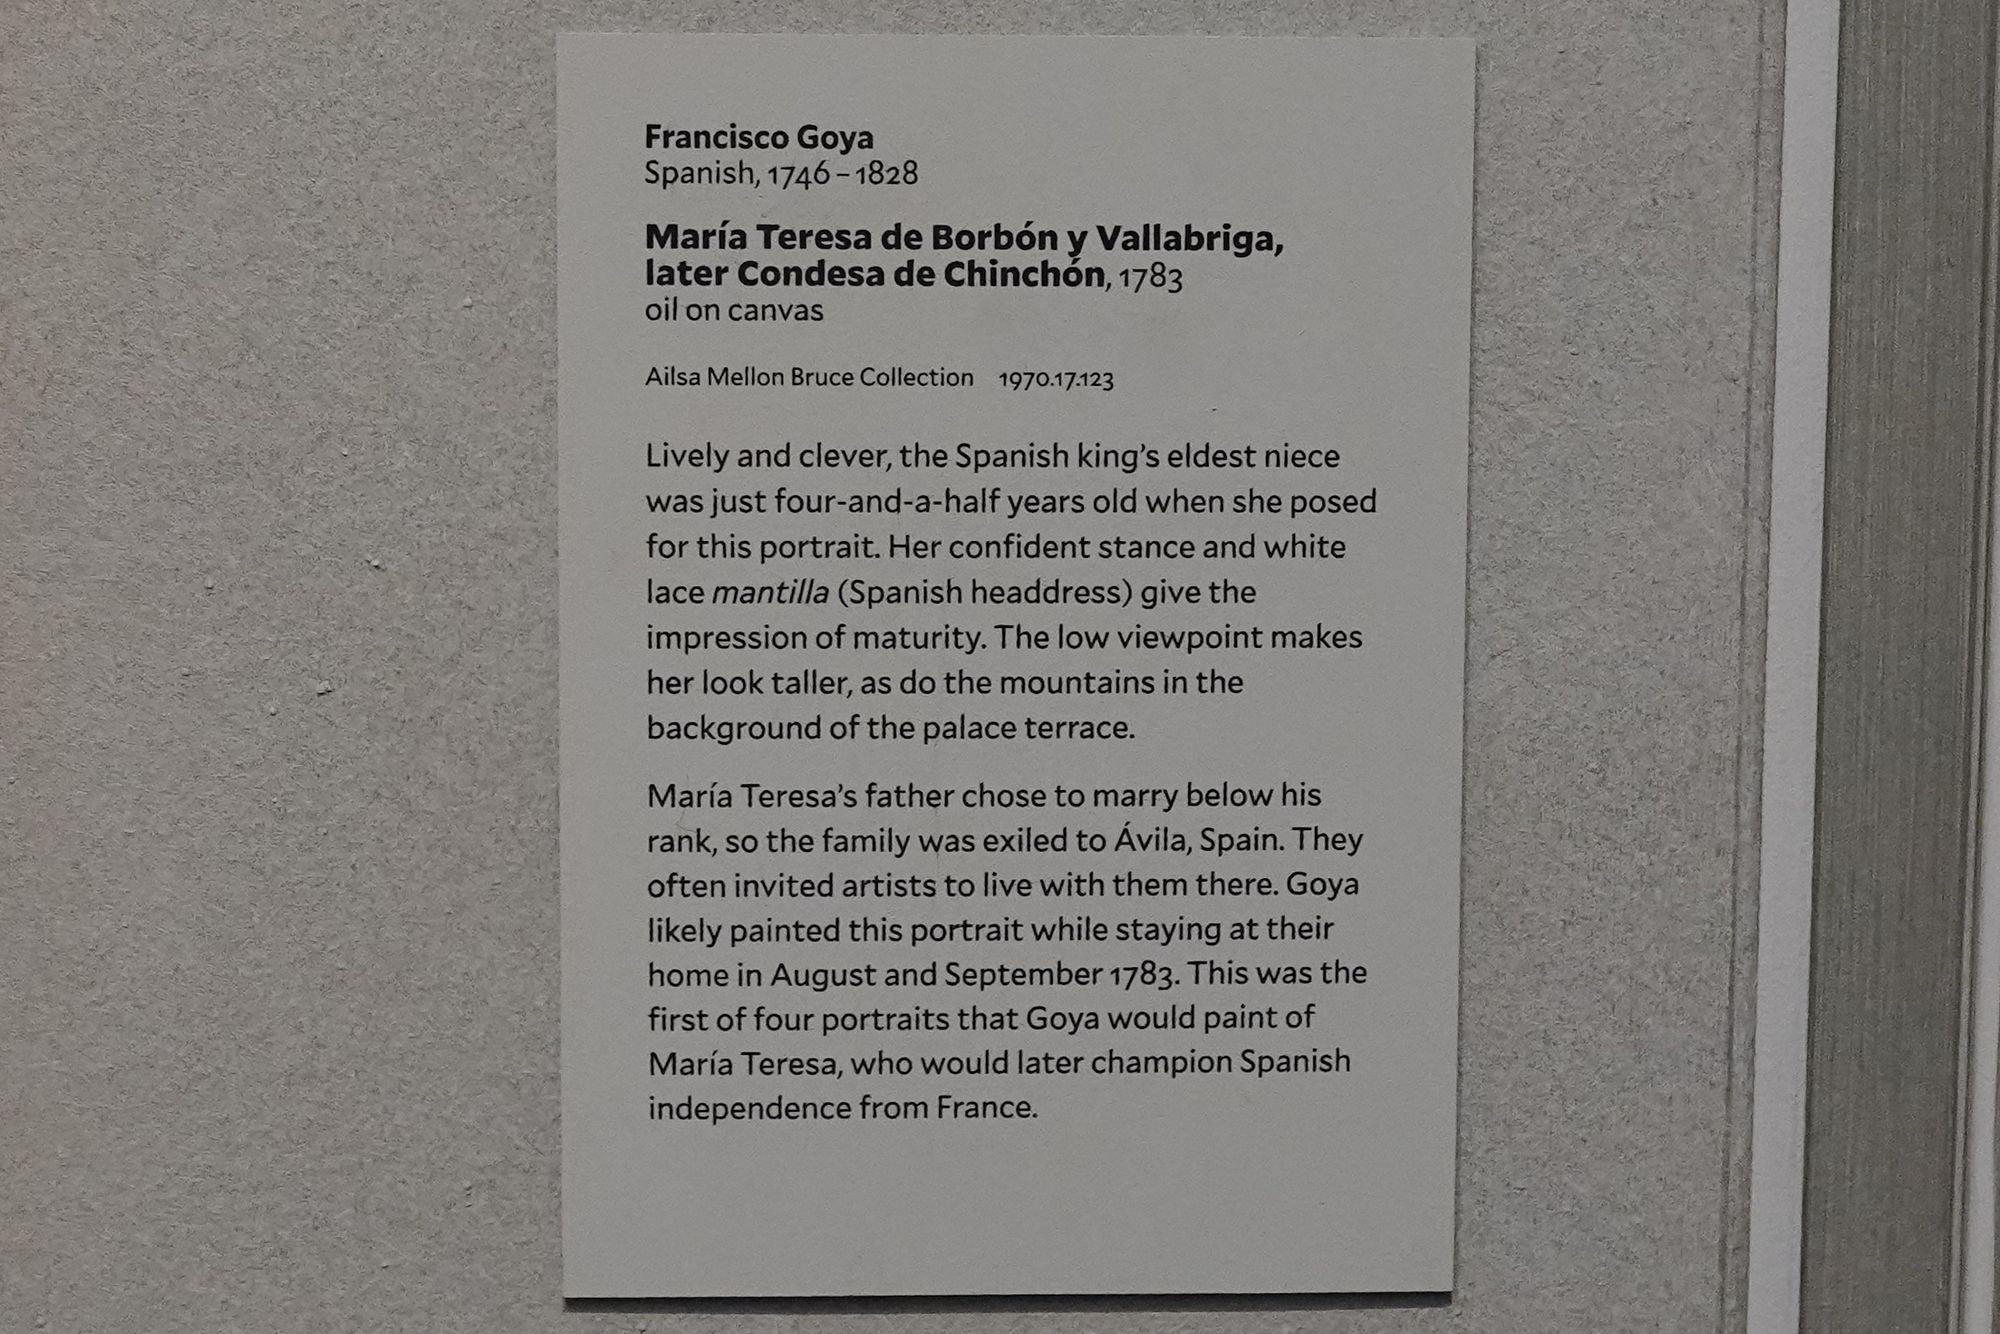 Francisco Goya
Spanish, 1746 – 1828
María Teresa de Borbón y Vallabriga,
later Condesa de Chinchón, 1783
oil on canvas
Ailsa Mellon Bruce Collection 1970.17.123
Lively and clever, the Spanish king’s eldest niece
was just four-and-a-half years old when she posed
for this portrait. Her confident stance and white
lace mantilla (Spanish headdress) give the
impression of maturity. The low viewpoint makes
her look taller, as do the mountains in the
background of the palace terrace.
María Teresa’s father chose to marry below his
rank, so the family was exiled to Ávila, Spain. They
often invited artists to live with them there. Goya
likely painted this portrait while staying at their
home in August and September 1783. This was the
first of four portraits that Goya would paint of
María Teresa, who would later champion Spanish
independence from France.